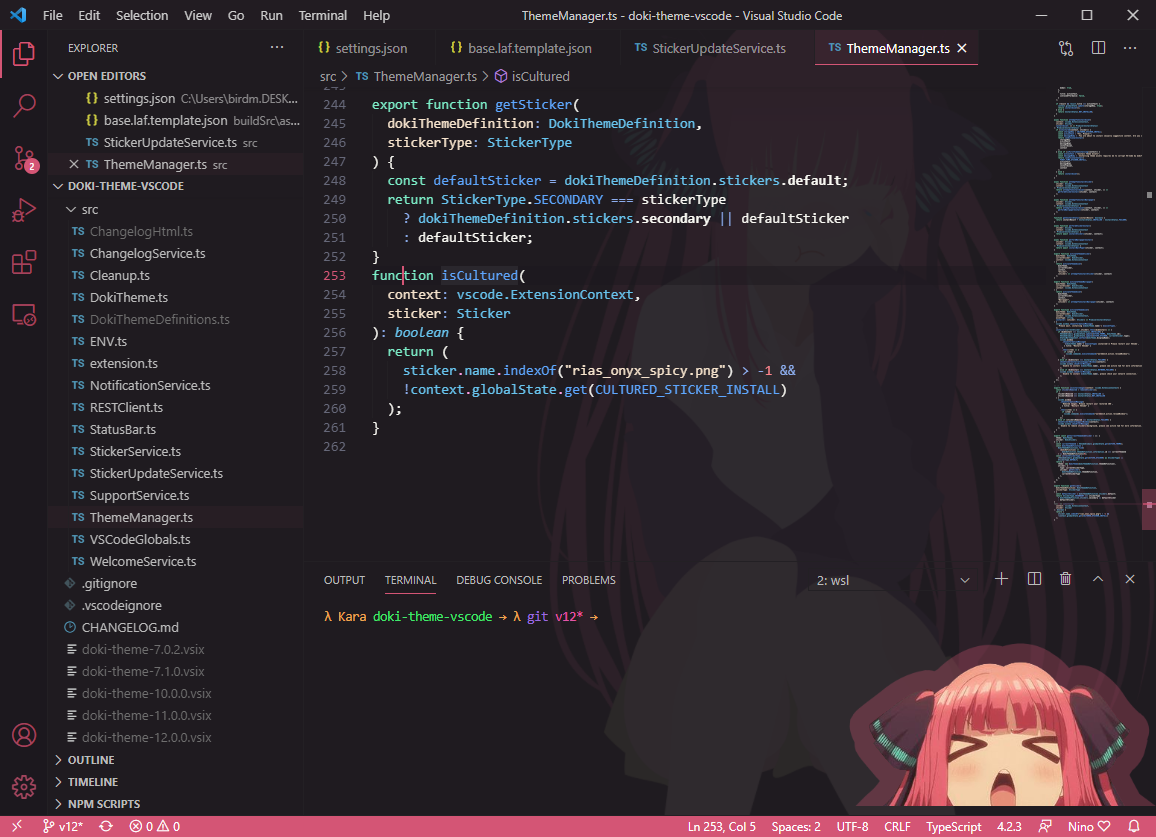 File Edit Selection View Go Run Terminal Help ThemeManager.ts - doki-theme-vscode - Visual Studio Code
EXPLORER ···
{} settings.json {} base.laf.template.json TS StickerUpdateService.ts TS ThemeManager.ts
src > TS ThemeManager.ts > isCultured
OPEN EDITORS
{} settings.json C:\Users\birdm.DESK...
{} base.laf.template.json buildSrc\as...
TS StickerUpdateService.ts src
TS ThemeManager.ts src
2
DOKI-THEME-VSCODE
src
TS ChangelogHtml.ts
TS ChangelogService.ts
TS Cleanup.ts
TS DokiTheme.ts
TS DokiThemeDefinitions.ts
TS ENV.ts
TS extension.ts
TS NotificationService.ts
TS RESTClient.ts
TS StatusBar.ts
TS StickerService.ts
TS StickerUpdateService.ts
TS SupportService.ts
TS ThemeManager.ts
TS VSCodeGlobals.ts
TS WelcomeService.ts
.gitignore
.vscodeignore
CHANGELOG.md
doki-theme-7.0.2.vsix
doki-theme-7.1.0.vsix
doki-theme-10.0.0.vsix
doki-theme-11.0.0.vsix
doki-theme-12.0.0.vsix
OUTLINE
TIMELINE
NPM SCRIPTS
243
244 export function getSticker(
245 dokiThemeDefinition: DokiThemeDefinition,
246 stickerType: StickerType
247 ) {
248 const defaultSticker = dokiThemeDefinition.stickers.default;
249 return StickerType.SECONDARY === stickerType
250 ? dokiThemeDefinition.stickers.secondary || defaultSticker
251 : defaultSticker;
252 }
253 function isCultured(
254 context: vscode.ExtensionContext,
255 sticker: Sticker
256 ): boolean {
257 return (
258 sticker.name.indexOf("rias_onyx_spicy.png") > -1 &&
259 !context.globalState.get(CULTURED_STICKER_INSTALL)
260 );
261 }
262
OUTPUT TERMINAL DEBUG CONSOLE PROBLEMS 2: wsl
λ Kara doki-theme-vscode → λ git v12* →
v12* 0 0 Ln 253, Col 5 Spaces: 2 UTF-8 CRLF TypeScript 4.2.3 Nino♡